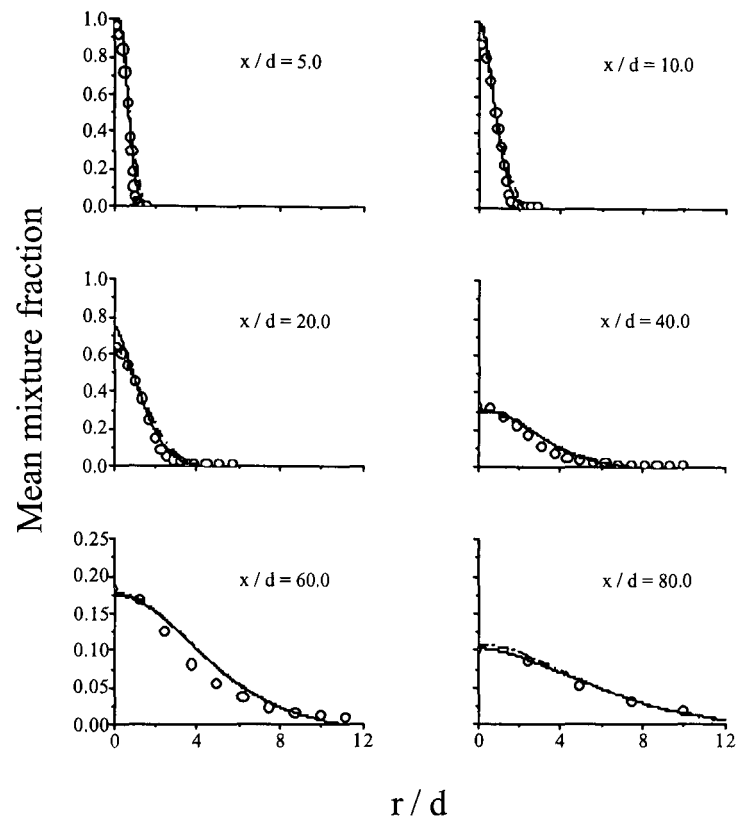 1.0
0.8
0.6
0.4
0.2
0.0
x / d = 5.0
x / d = 10.0
1.0
0.8
0.6
0.4
0.2
0.0
x / d = 20.0
x / d = 40.0
0.25
0.20
0.15
0.10
0.05
0.00
x / d = 60.0
x / d = 80.0
0 4 8 12
0 4 8 12
Mean mixture fraction
r / d